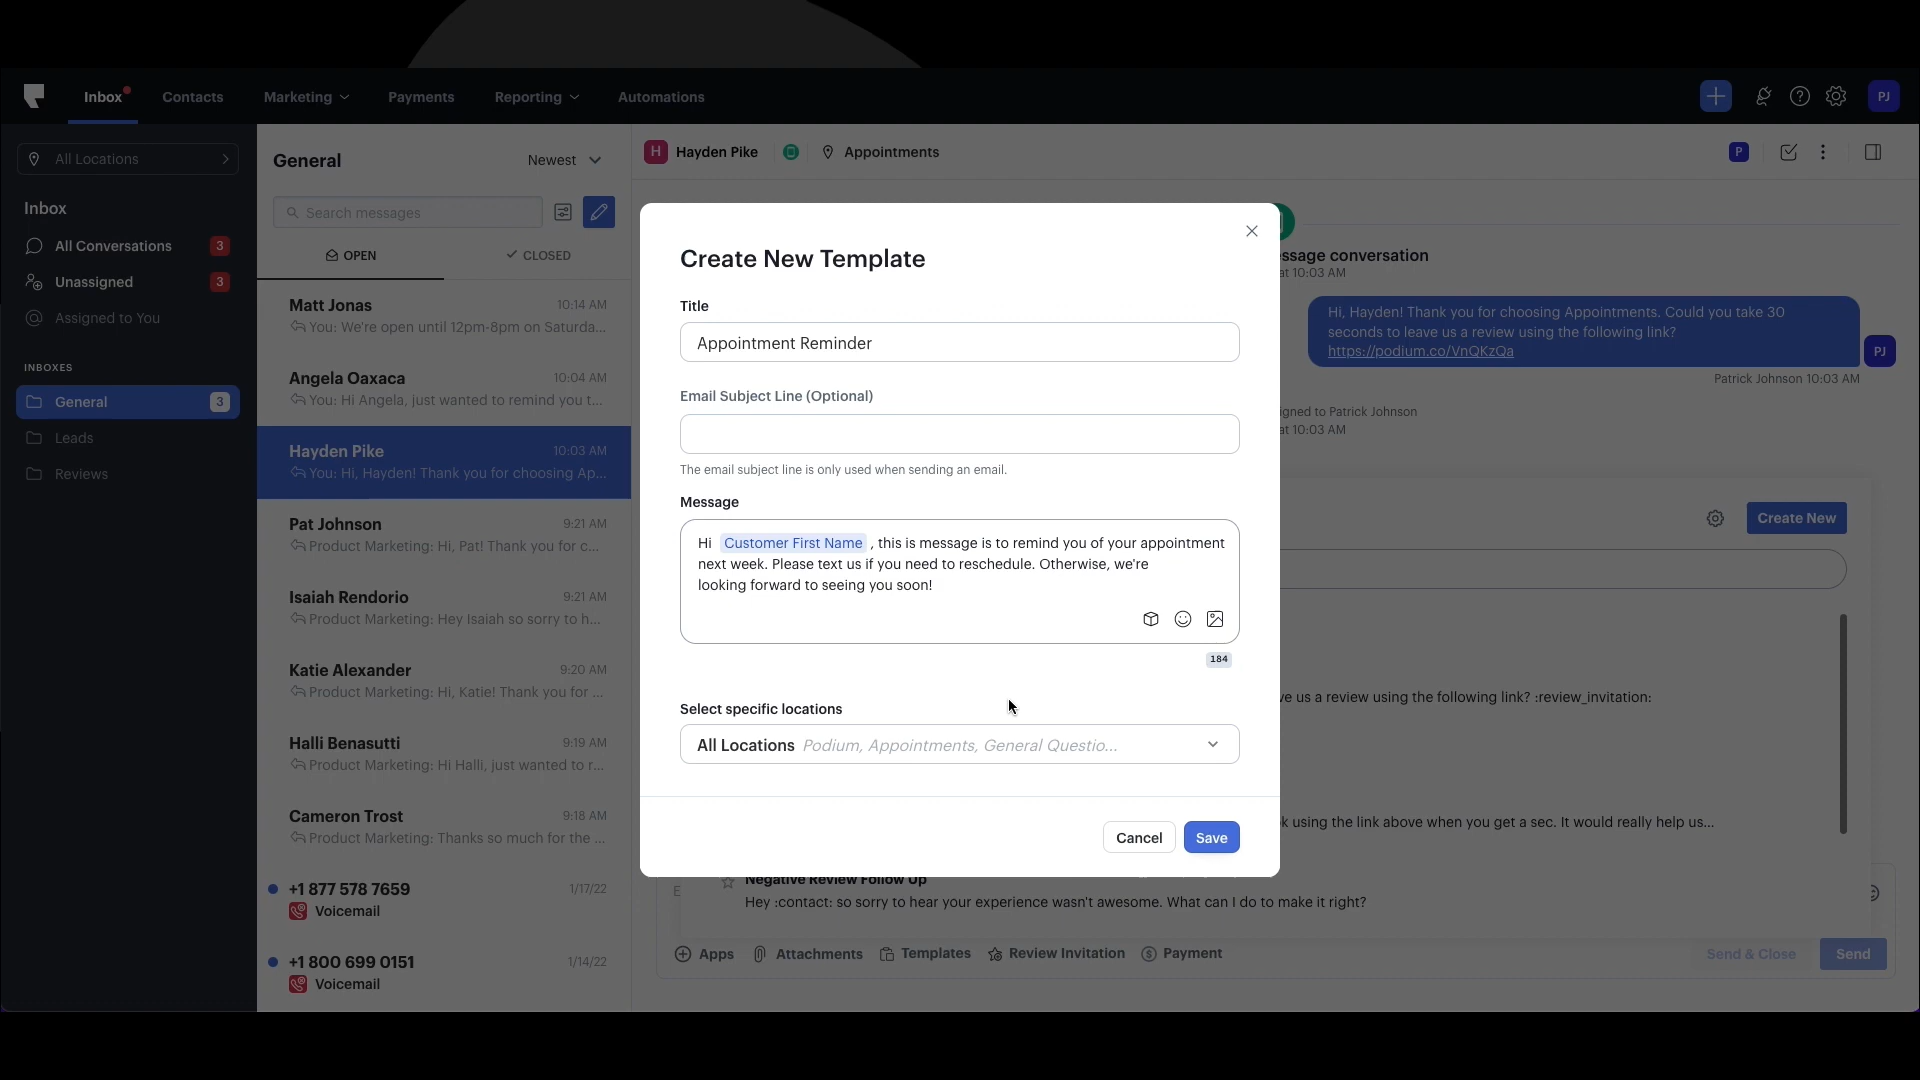 Inbox
Contacts
Marketing
Payments
Reporting
Automations
PJ
All Locations
Inbox
All Conversations 3
Unassigned 3
Assigned to You
INBOXES
General 3
Leads
Reviews
General
Newest
Search messages
OPEN
CLOSED
Matt Jonas 10:14 AM
You: We're open until 12pm-8pm on Saturda...
Angela Oaxaca 10:04 AM
You: Hi Angela, just wanted to remind you t...
Hayden Pike 10:03 AM
You: Hi, Hayden! Thank you for choosing Ap...
Pat Johnson 9:21 AM
Product Marketing: Hi, Pat! Thank you for c...
Isaiah Rendorio 9:21 AM
Product Marketing: Hey Isaiah so sorry to h...
Katie Alexander 9:20 AM
Product Marketing: Hi, Katie! Thank you for ...
Halli Benasutti 9:19 AM
Product Marketing: Hi Halli, just wanted to r...
Cameron Trost 9:18 AM
Product Marketing: Thanks so much for the ...
+1 877 578 7659 1/17/22
Voicemail
+1 800 699 0151 1/14/22
Voicemail
H Hayden Pike
Appointments
P
ssage conversation
at 10:03 AM
Hi, Hayden! Thank you for choosing Appointments. Could you take 30
seconds to leave us a review using the following link?
https://podium.co/VnQKzQa
PJ
Patrick Johnson 10:03 AM
igned to Patrick Johnson
at 10:03 AM
Create New Template
Title
Appointment Reminder
Email Subject Line (Optional)
The email subject line is only used when sending an email.
Message
Hi Customer First Name , this is message is to remind you of your appointment
next week. Please text us if you need to reschedule. Otherwise, we're
looking forward to seeing you soon!
184
Select specific locations
All Locations Podium, Appointments, General Questio...
Cancel
Save
Create New
ve us a review using the following link? :review_invitation:
k using the link above when you get a sec. It would really help us...
Negative Review Follow Up
Hey :contact: so sorry to hear your experience wasn't awesome. What can I do to make it right?
E
Apps
Attachments
Templates
Review Invitation
Payment
Send & Close
Send